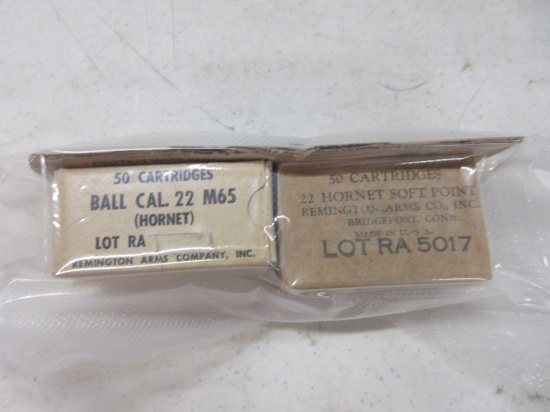 50 CARTRIDGES
BALL CAL. 22 M65
(HORNET)
LOT RA
REMINGTON ARMS COMPANY, INC.
50 CARTRIDGES
22 HORNET SOFT POINT
REMINGTON ARMS CO., INC.
BRIDGEPORT, CONN.
MADE IN U.S.A.
LOT RA 5017